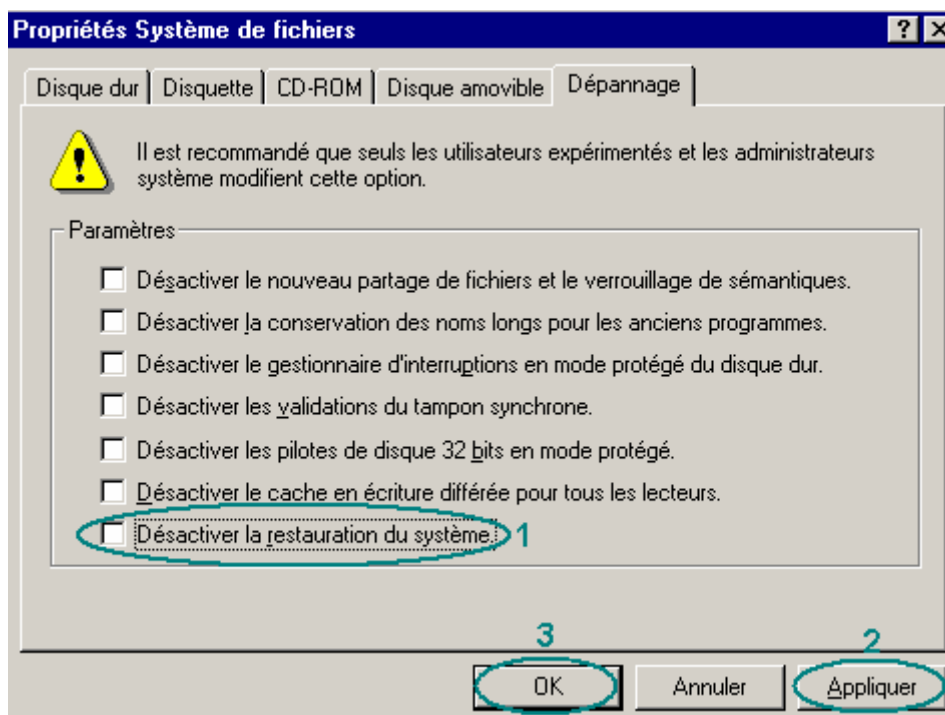 Propriétés Système de fichiers
Disque dur Disquette CD-ROM Disque amovible Dépannage
Il est recommandé que seuls les utilisateurs expérimentés et les administrateurs
système modifient cette option.
Paramètres
Désactiver le nouveau partage de fichiers et le verrouillage de sémantiques.
Désactiver la conservation des noms longs pour les anciens programmes.
Désactiver le gestionnaire d'interruptions en mode protégé du disque dur.
Désactiver les validations du tampon synchrone.
Désactiver les pilotes de disque 32 bits en mode protégé.
Désactiver le cache en écriture différée pour tous les lecteurs.
Désactiver la restauration du système. 1
3 2
OK Annuler Appliquer